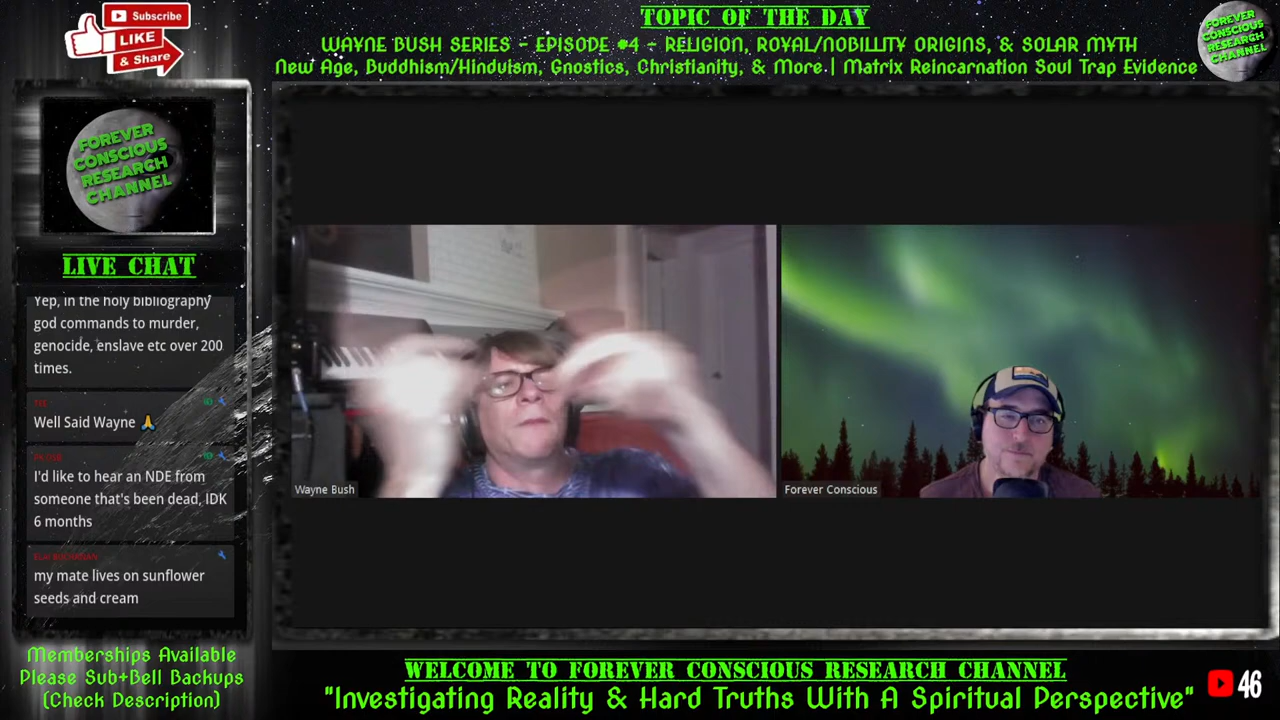 Subscribe
LIKE
& Share
TOPIC OF THE DAY
WAYNE BUSH SERIES - EPISODE #4 - RELIGION, ROYAL/NOBILLITY ORIGINS, & SOLAR MYTH
New Age, Buddhism/Hinduism, Gnostics, Christianity, & More | Matrix Reincarnation Soul Trap Evidence
FOREVER
CONSCIOUS
RESEARCH
CHANNEL
FOREVER
CONSCIOUS
RESEARCH
CHANNEL
LIVE CHAT
Yep, in the holy bibliography
god commands to murder,
genocide, enslave etc over 200
times.
Well Said Wayne 🙏
I'd like to hear an NDE from
someone that's been dead, IDK
6 months
my mate lives on sunflower
seeds and cream
Wayne Bush
Forever Conscious
Memberships Available
Please Sub+Bell Backups
(Check Description)
WELCOME TO FOREVER CONSCIOUS RESEARCH CHANNEL
"Investigating Reality & Hard Truths With A Spiritual Perspective"
46